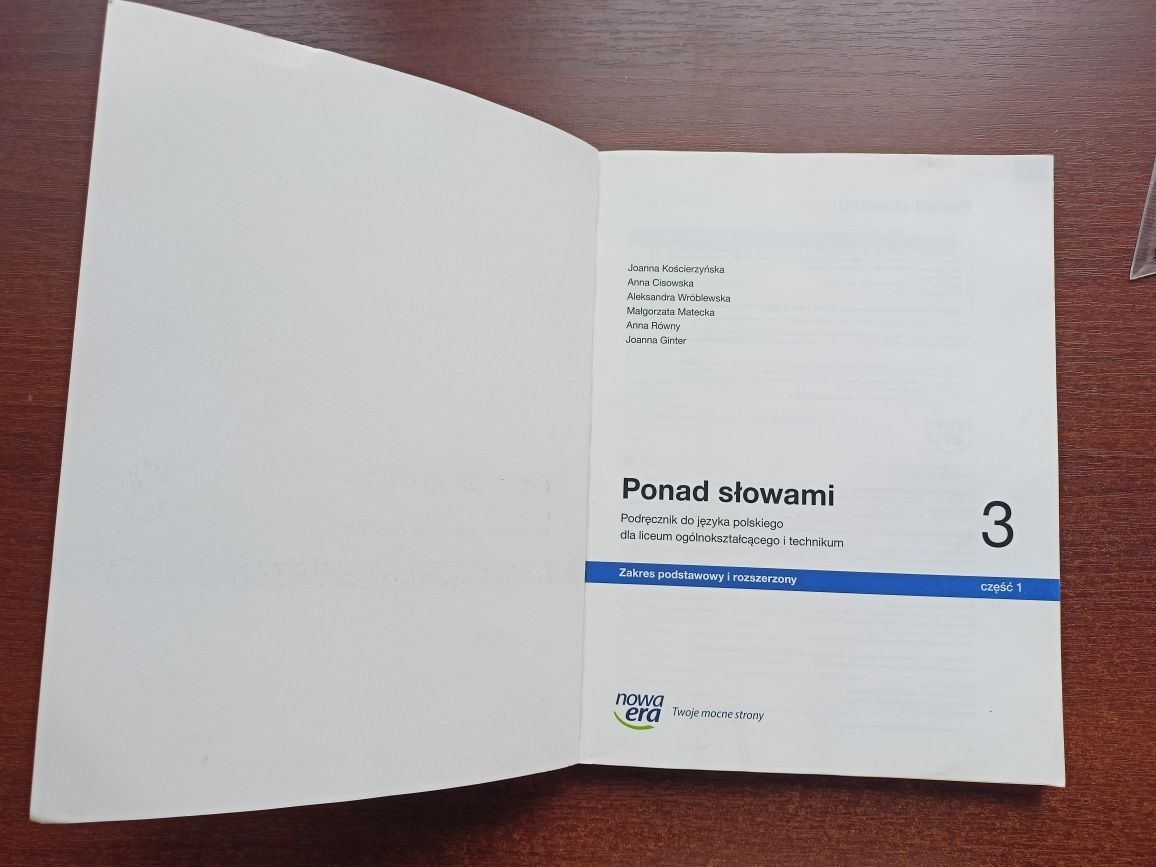 Joanna Kościerzyńska
Anna Cisowska
Aleksandra Wróblewska
Małgorzata Matecka
Anna Równy
Joanna Ginter
Ponad słowami
3
Podręcznik do języka polskiego
dla liceum ogólnokształcącego i technikum
Zakres podstawowy i rozszerzony część 1
nowa
era
Twoje mocne strony